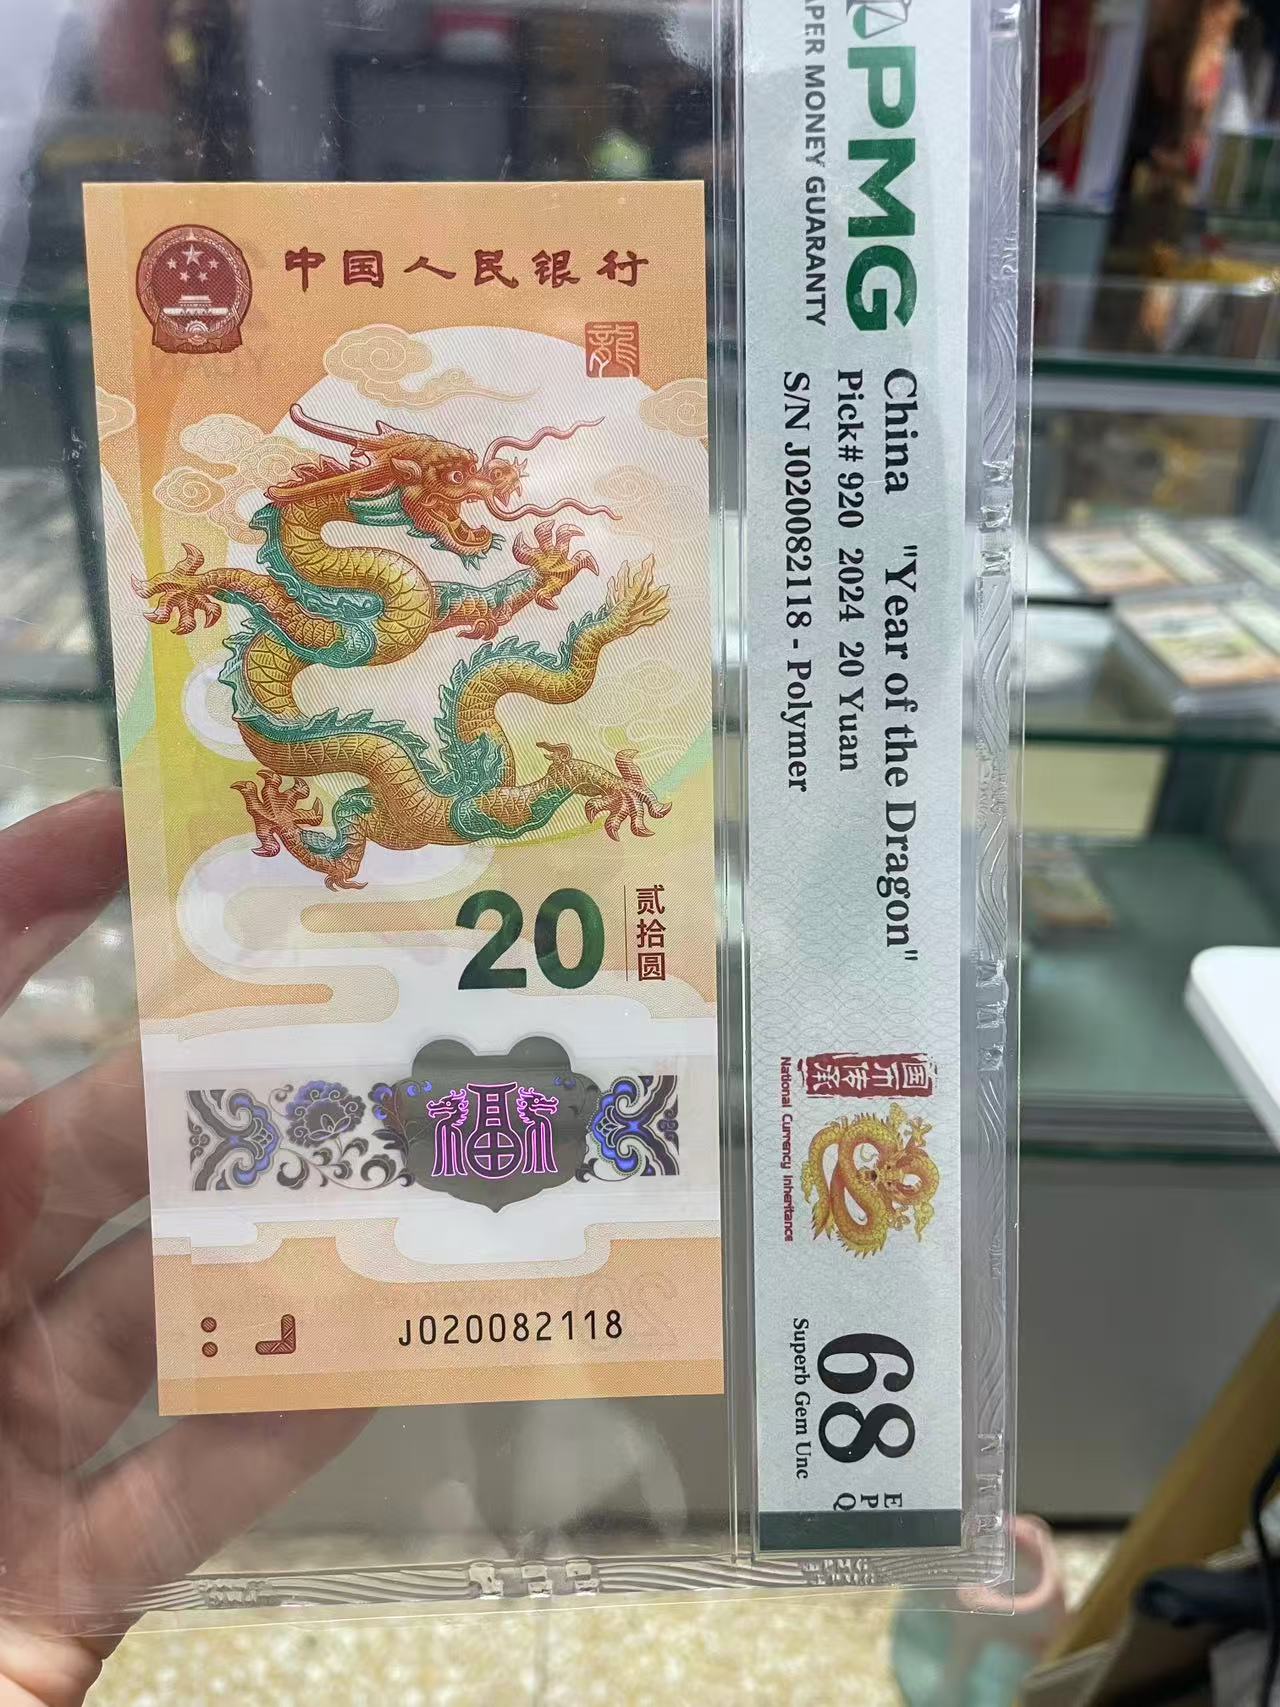 中国人民银行
龍
20
贰拾圆
福
J020082118
PMG
PAPER MONEY GUARANTY
China "Year of the Dragon"
Pick# 920 2024 20 Yuan
S/N J020082118 - Polymer
国币传承
National Currency Inheritance
68
EPQ
Superb Gem Unc